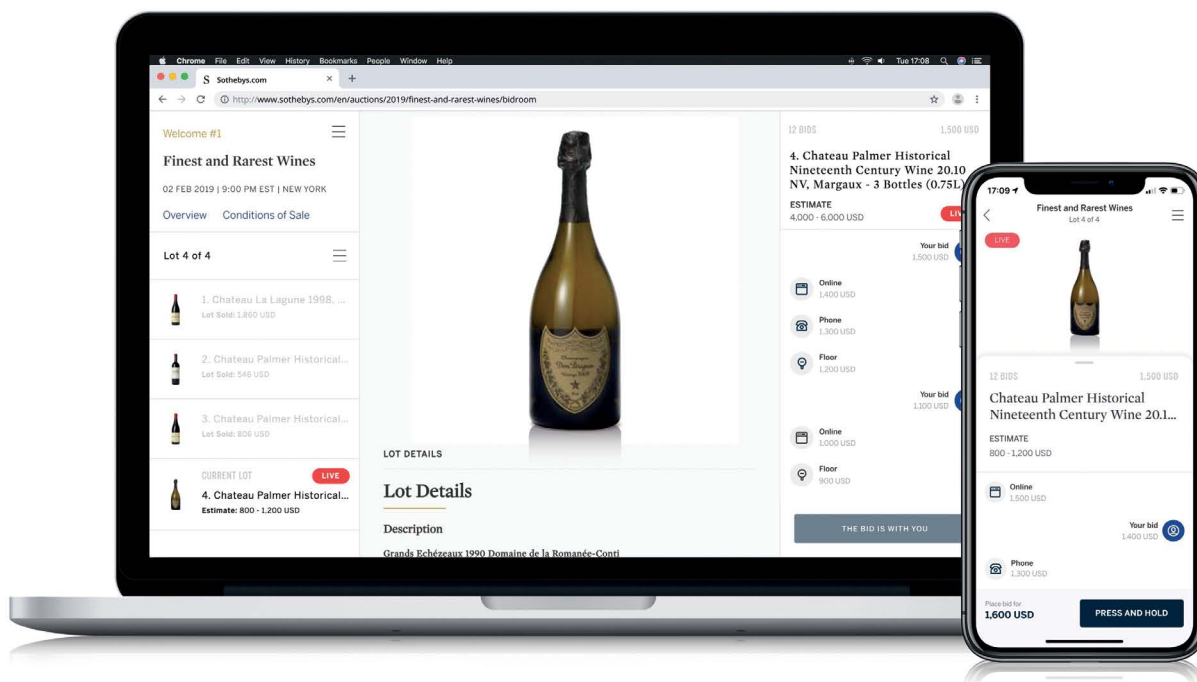 Chrome File Edit View History Bookmarks People Window Help
Tue 17:08
S Sothebys.com
http://www.sothebys.com/en/auctions/2019/finest-and-rarest-wines/bidroom
Welcome #1
Finest and Rarest Wines
02 FEB 2019 | 9:00 PM EST | NEW YORK
Overview Conditions of Sale
Lot 4 of 4
1. Chateau La Lagune 1998, ...
Lot Sold: 1,860 USD
2. Chateau Palmer Historical...
Lot Sold: 546 USD
3. Chateau Palmer Historical...
Lot Sold: 806 USD
CURRENT LOT LIVE
4. Chateau Palmer Historical...
Estimate: 800 - 1,200 USD
LOT DETAILS
Lot Details
Description
Grands Echézeaux 1990 Domaine de la Romanée-Conti
12 BIDS 1,500 USD
4. Chateau Palmer Historical
Nineteenth Century Wine 20.10
NV, Margaux - 3 Bottles (0.75L)
ESTIMATE
4,000 - 6,000 USD
Your bid
1,500 USD
Online
1,400 USD
Phone
1,300 USD
Floor
1,200 USD
Your bid
1,100 USD
Online
1,000 USD
Floor
900 USD
THE BID IS WITH YOU
17:09
Finest and Rarest Wines
Lot 4 of 4
LIVE
12 BIDS 1,500 USD
Chateau Palmer Historical
Nineteenth Century Wine 20.1...
ESTIMATE
800 - 1,200 USD
Online
1,500 USD
Your bid
1,400 USD
Phone
1,300 USD
Place bid for
1,600 USD
PRESS AND HOLD